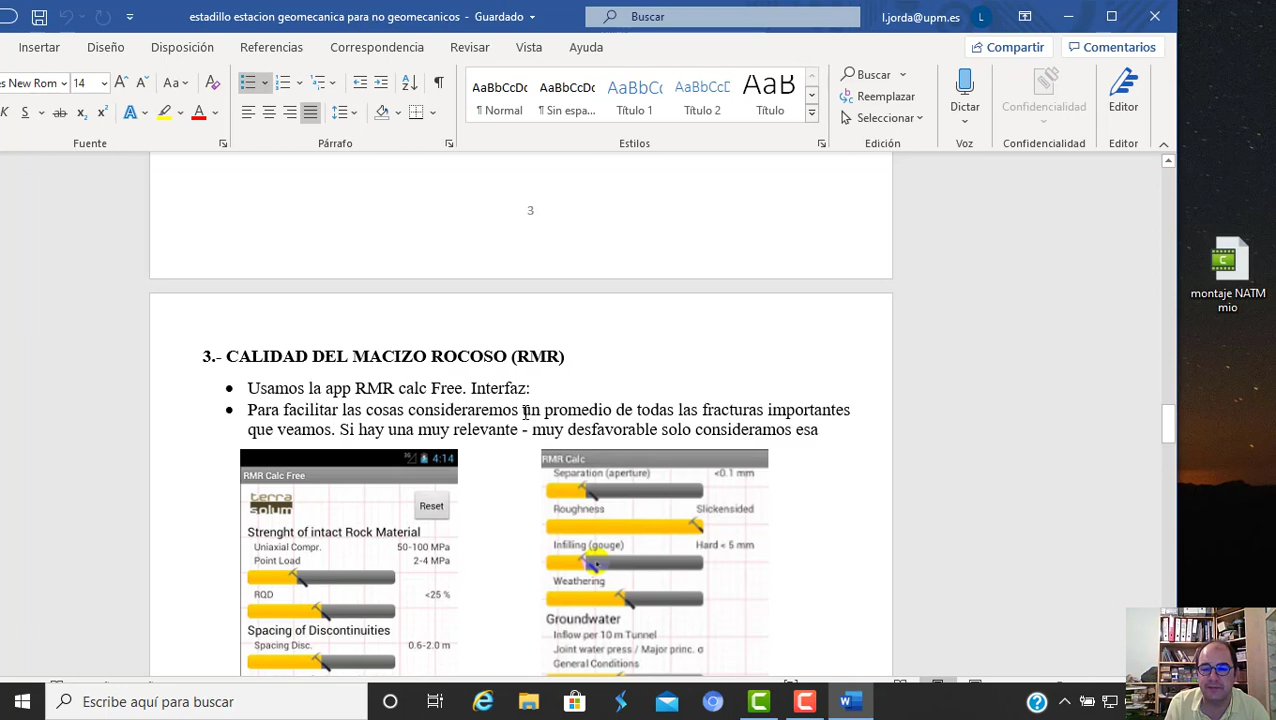 estadillo estacion geomecanica para no geomecanicos - Guardado
Buscar
l.jorda@upm.es
L
Insertar Diseño Disposición Referencias Correspondencia Revisar Vista Ayuda
Compartir Comentarios
es New Rom 14 Aa
AaBbCcDc AaBbCcDc AaBbCc AaBbCcD AaB
¶ Normal ¶ Sin espa... Título 1 Título 2 Título
Buscar
Reemplazar
Seleccionar
Dictar
Confidencialidad
Editor
K S ab x₂ x² A A
Fuente Párrafo Estilos Edición Voz Confidencialidad Editor
3
3.- CALIDAD DEL MACIZO ROCOSO (RMR)
• Usamos la app RMR calc Free. Interfaz:
• Para facilitar las cosas consideraremos un promedio de todas las fracturas importantes
que veamos. Si hay una muy relevante - muy desfavorable solo consideramos esa
4:14
RMR Calc Free
terra
solum
Reset
Strenght of intact Rock Material
Uniaxial Compr. 50-100 MPa
Point Load 2-4 MPa
RQD <25 %
Spacing of Discontinuities
Spacing Disc. 0.6-2.0 m
RMR Calc
Separation (aperture) <0.1 mm
Roughness Slickensided
Infilling (gouge) Hard < 5 mm
Weathering
Groundwater
Inflow per 10 m Tunnel
Joint water press / Major princ. σ
General Conditions
montaje NATM
mio
Escribe aquí para buscar